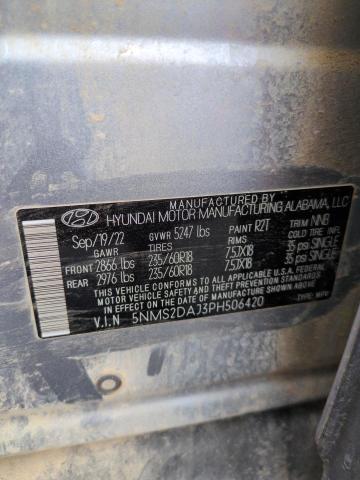 MANUFACTURED BY
HYUNDAI MOTOR MANUFACTURING ALABAMA, LLC
Sep/19/22 GVWR 5247 lbs PAINT R2T TRIM NNB
GAWR TIRES RIMS
FRONT 2866 lbs 235/60R18 7.5JX18 35 psi SINGLE
REAR 2976 lbs 235/60R18 7.5JX18 35 psi SINGLE
THIS VEHICLE CONFORMS TO ALL APPLICABLE U.S.A. FEDERAL
MOTOR VEHICLE SAFETY AND THEFT PREVENTION STANDARDS
IN EFFECT ON THE DATE OF MANUFACTURE SHOWN ABOVE.
V.I.N 5NMS2DAJ3PH506420 TYPE: MPV